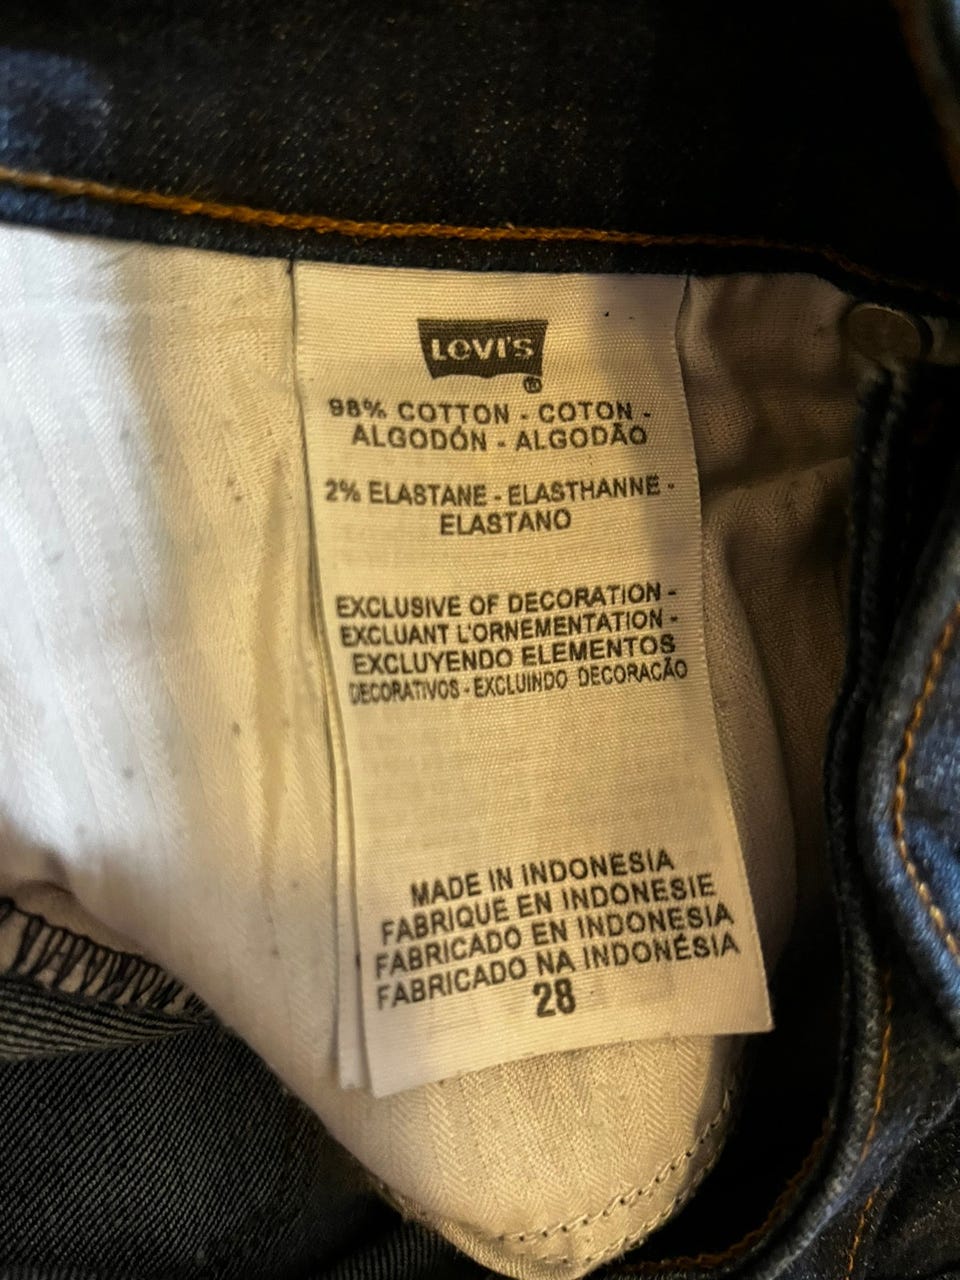 LEVI'S
®
98% COTTON - COTON -
ALGODÓN - ALGODÃO
2% ELASTANE - ELASTHANNE -
ELASTANO
EXCLUSIVE OF DECORATION -
EXCLUANT L'ORNEMENTATION -
EXCLUYENDO ELEMENTOS
DECORATIVOS - EXCLUINDO DECORACÃO
MADE IN INDONESIA
FABRIQUE EN INDONESIE
FABRICADO EN INDONESIA
FABRICADO NA INDONÉSIA
28